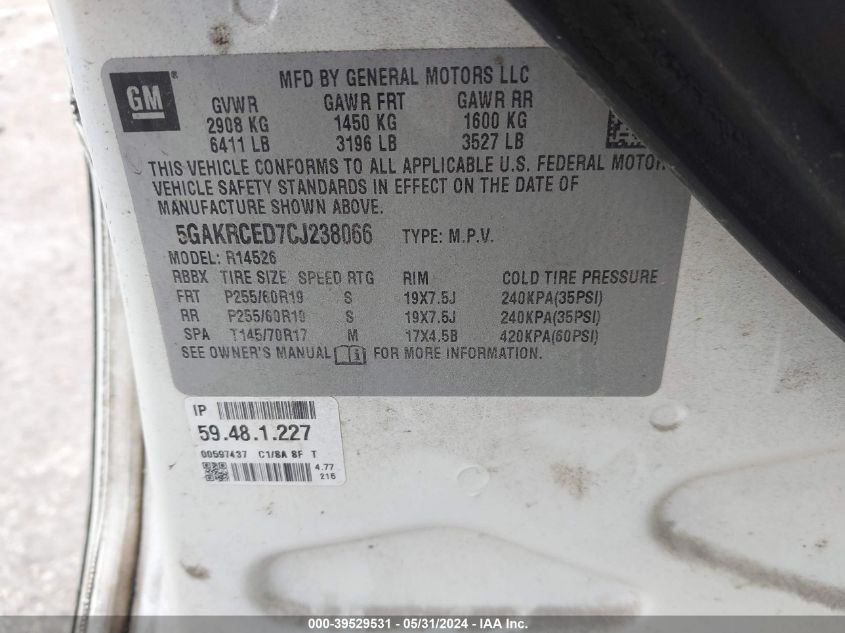 GM
MFD BY GENERAL MOTORS LLC
GVWR GAWR FRT GAWR RR
2908 KG 1450 KG 1600 KG
6411 LB 3196 LB 3527 LB
THIS VEHICLE CONFORMS TO ALL APPLICABLE U.S. FEDERAL MOTOR
VEHICLE SAFETY STANDARDS IN EFFECT ON THE DATE OF
MANUFACTURE SHOWN ABOVE.
5GAKRCED7CJ238066 TYPE: M.P.V.
MODEL: R14526
RBBX TIRE SIZE SPEED RTG RIM COLD TIRE PRESSURE
FRT P255/60R19 S 19X7.5J 240KPA(35PSI)
RR P255/60R19 S 19X7.5J 240KPA(35PSI)
SPA T145/70R17 M 17X4.5B 420KPA(60PSI)
SEE OWNER'S MANUAL FOR MORE INFORMATION.
IP
59.48.1.227
00597437 C1/8A 8F T
4.77
216
000-39529531 - 05/31/2024 - IAA Inc.